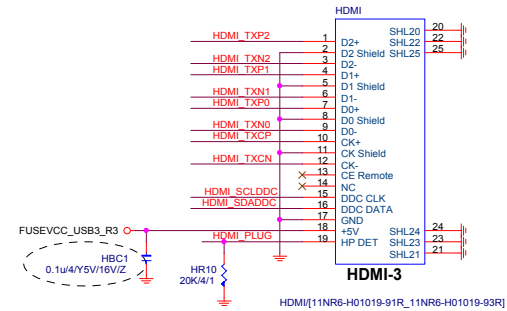 HDMI
HDMI_TXP2 1 D2+ SHL20 20
2 D2 Shield SHL22 22
HDMI_TXN2 3 D2- SHL25 25
HDMI_TXP1 4 D1+
5 D1 Shield
HDMI_TXN1 6 D1-
HDMI_TXP0 7 D0+
8 D0 Shield
HDMI_TXN0 9 D0-
HDMI_TXCP 10 CK+
11 CK Shield
HDMI_TXCN 12 CK-
13 CE Remote
14 NC
HDMI_SCLDDC 15 DDC CLK
HDMI_SDADDC 16 DDC DATA
17 GND
FUSEVCC_USB3_R3 18 +5V SHL24 24
HDMI_PLUG 19 HP DET SHL23 23
SHL21 21
HBC1
0.1u/4/Y5V/16V/Z
HR10
20K/4/1
HDMI-3
HDMI/[11NR6-H01019-91R_11NR6-H01019-93R]